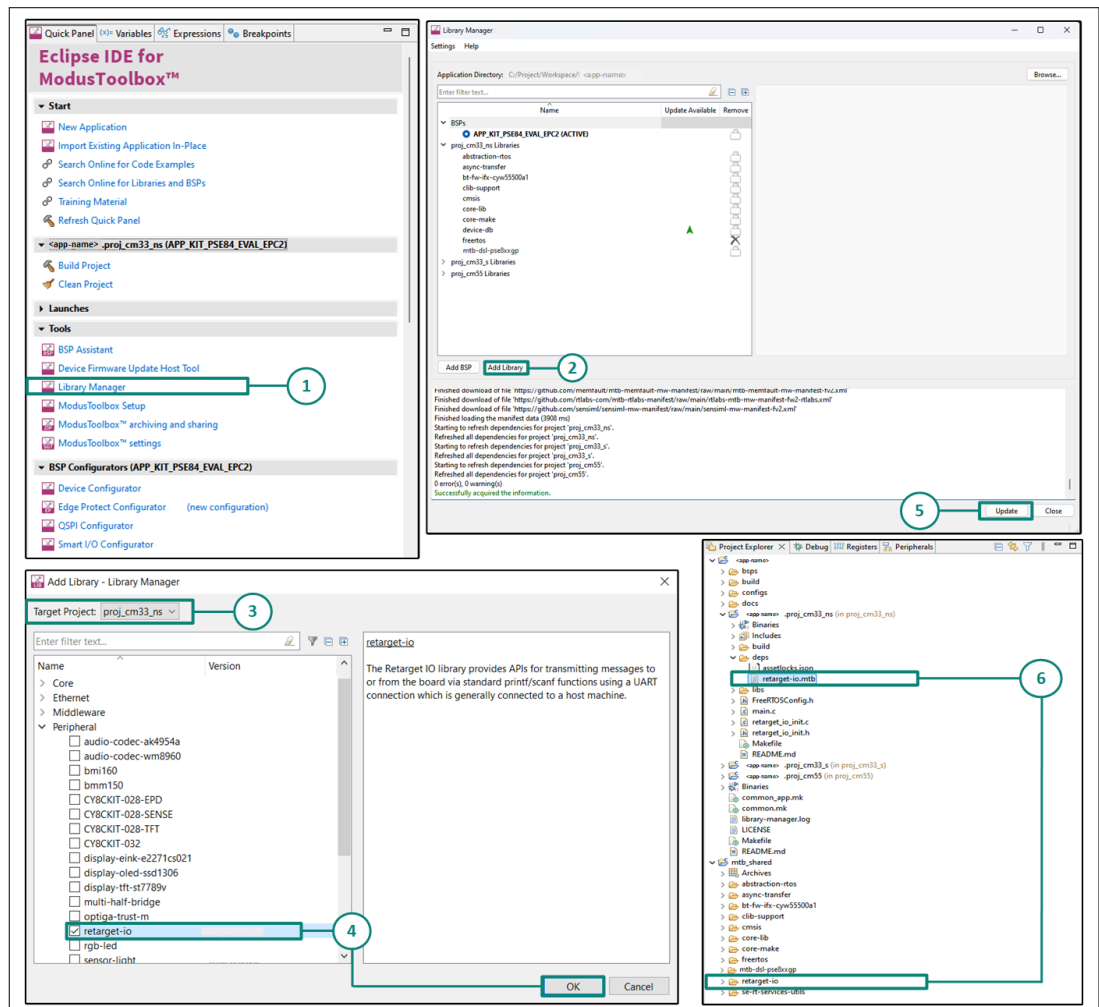 Quick Panel (x)= Variables Expressions Breakpoints
Eclipse IDE for
ModusToolbox™
Start
New Application
Import Existing Application In-Place
Search Online for Code Examples
Search Online for Libraries and BSPs
Training Material
Refresh Quick Panel
<app-name> .proj_cm33_ns (APP_KIT_PSE84_EVAL_EPC2)
Build Project
Clean Project
Launches
Tools
BSP Assistant
Device Firmware Update Host Tool
Library Manager
1
ModusToolbox Setup
ModusToolbox™ archiving and sharing
ModusToolbox™ settings
BSP Configurators (APP_KIT_PSE84_EVAL_EPC2)
Device Configurator
Edge Protect Configurator (new configuration)
QSPI Configurator
Smart I/O Configurator
Library Manager
Settings Help
Application Directory: C:/Project/Workspace/ <app-name>
Browse...
Enter filter text...
Name Update Available Remove
BSPs
APP_KIT_PSE84_EVAL_EPC2 (ACTIVE)
proj_cm33_ns Libraries
abstraction-rtos
async-transfer
bt-fw-ifx-cyw55500a1
clib-support
cmsis
core-lib
core-make
device-db
freertos
mtb-dsl-pse8xxgp
proj_cm33_s Libraries
proj_cm55 Libraries
Add BSP Add Library
2
Finished download of file 'https://github.com/memfault/mtb-memfault-mw-manifest/raw/main/mtb-memfault-mw-manifest-fv2.xml'
Finished download of file 'https://github.com/rtlabs-com/mtb-rtlabs-manifest/raw/main/rtlabs-mw-manifest-fw2-rtlabs.xml'
Finished download of file 'https://github.com/sensiml/sensiml-mw-manifest/raw/main/sensiml-mw-manifest-fv2.xml'
Finished loading the manifest data (3908 ms)
Starting to refresh dependencies for project 'proj_cm33_ns'.
Refreshed all dependencies for project 'proj_cm33_ns'.
Starting to refresh dependencies for project 'proj_cm33_s'.
Refreshed all dependencies for project 'proj_cm33_s'.
Starting to refresh dependencies for project 'proj_cm55'.
Refreshed all dependencies for project 'proj_cm55'.
0 error(s), 0 warning(s)
Successfully acquired the information.
5
Update Close
Add Library - Library Manager
Target Project: proj_cm33_ns
3
Enter filter text...
Name Version
Core
Ethernet
Middleware
Peripheral
audio-codec-ak4954a
audio-codec-wm8960
bmi160
bmm150
CY8CKIT-028-EPD
CY8CKIT-028-SENSE
CY8CKIT-028-TFT
CY8CKIT-032
display-eink-e2271cs021
display-oled-ssd1306
display-tft-st7789v
multi-half-bridge
optiga-trust-m
retarget-io
rgb-led
sensor-light
retarget-io
The Retarget IO library provides APIs for transmitting messages to
or from the board via standard printf/scanf functions using a UART
connection which is generally connected to a host machine.
4
OK Cancel
Project Explorer Debug Registers Peripherals
<app-name>
bsps
build
configs
docs
<app-name> .proj_cm33_ns (in proj_cm33_ns)
Binaries
Includes
build
deps
assetlocks.json
retarget-io.mtb
6
libs
FreeRTOSConfig.h
main.c
retarget_io_init.c
retarget_io_init.h
Makefile
README.md
<app-name> .proj_cm33_s (in proj_cm33_s)
<app-name> .proj_cm55 (in proj_cm55)
Binaries
common_app.mk
common.mk
library-manager.log
LICENSE
Makefile
README.md
mtb_shared
Archives
abstraction-rtos
async-transfer
bt-fw-ifx-cyw55500a1
clib-support
cmsis
core-lib
core-make
freertos
mtb-dsl-pse8xxgp
retarget-io
se-rt-services-utils